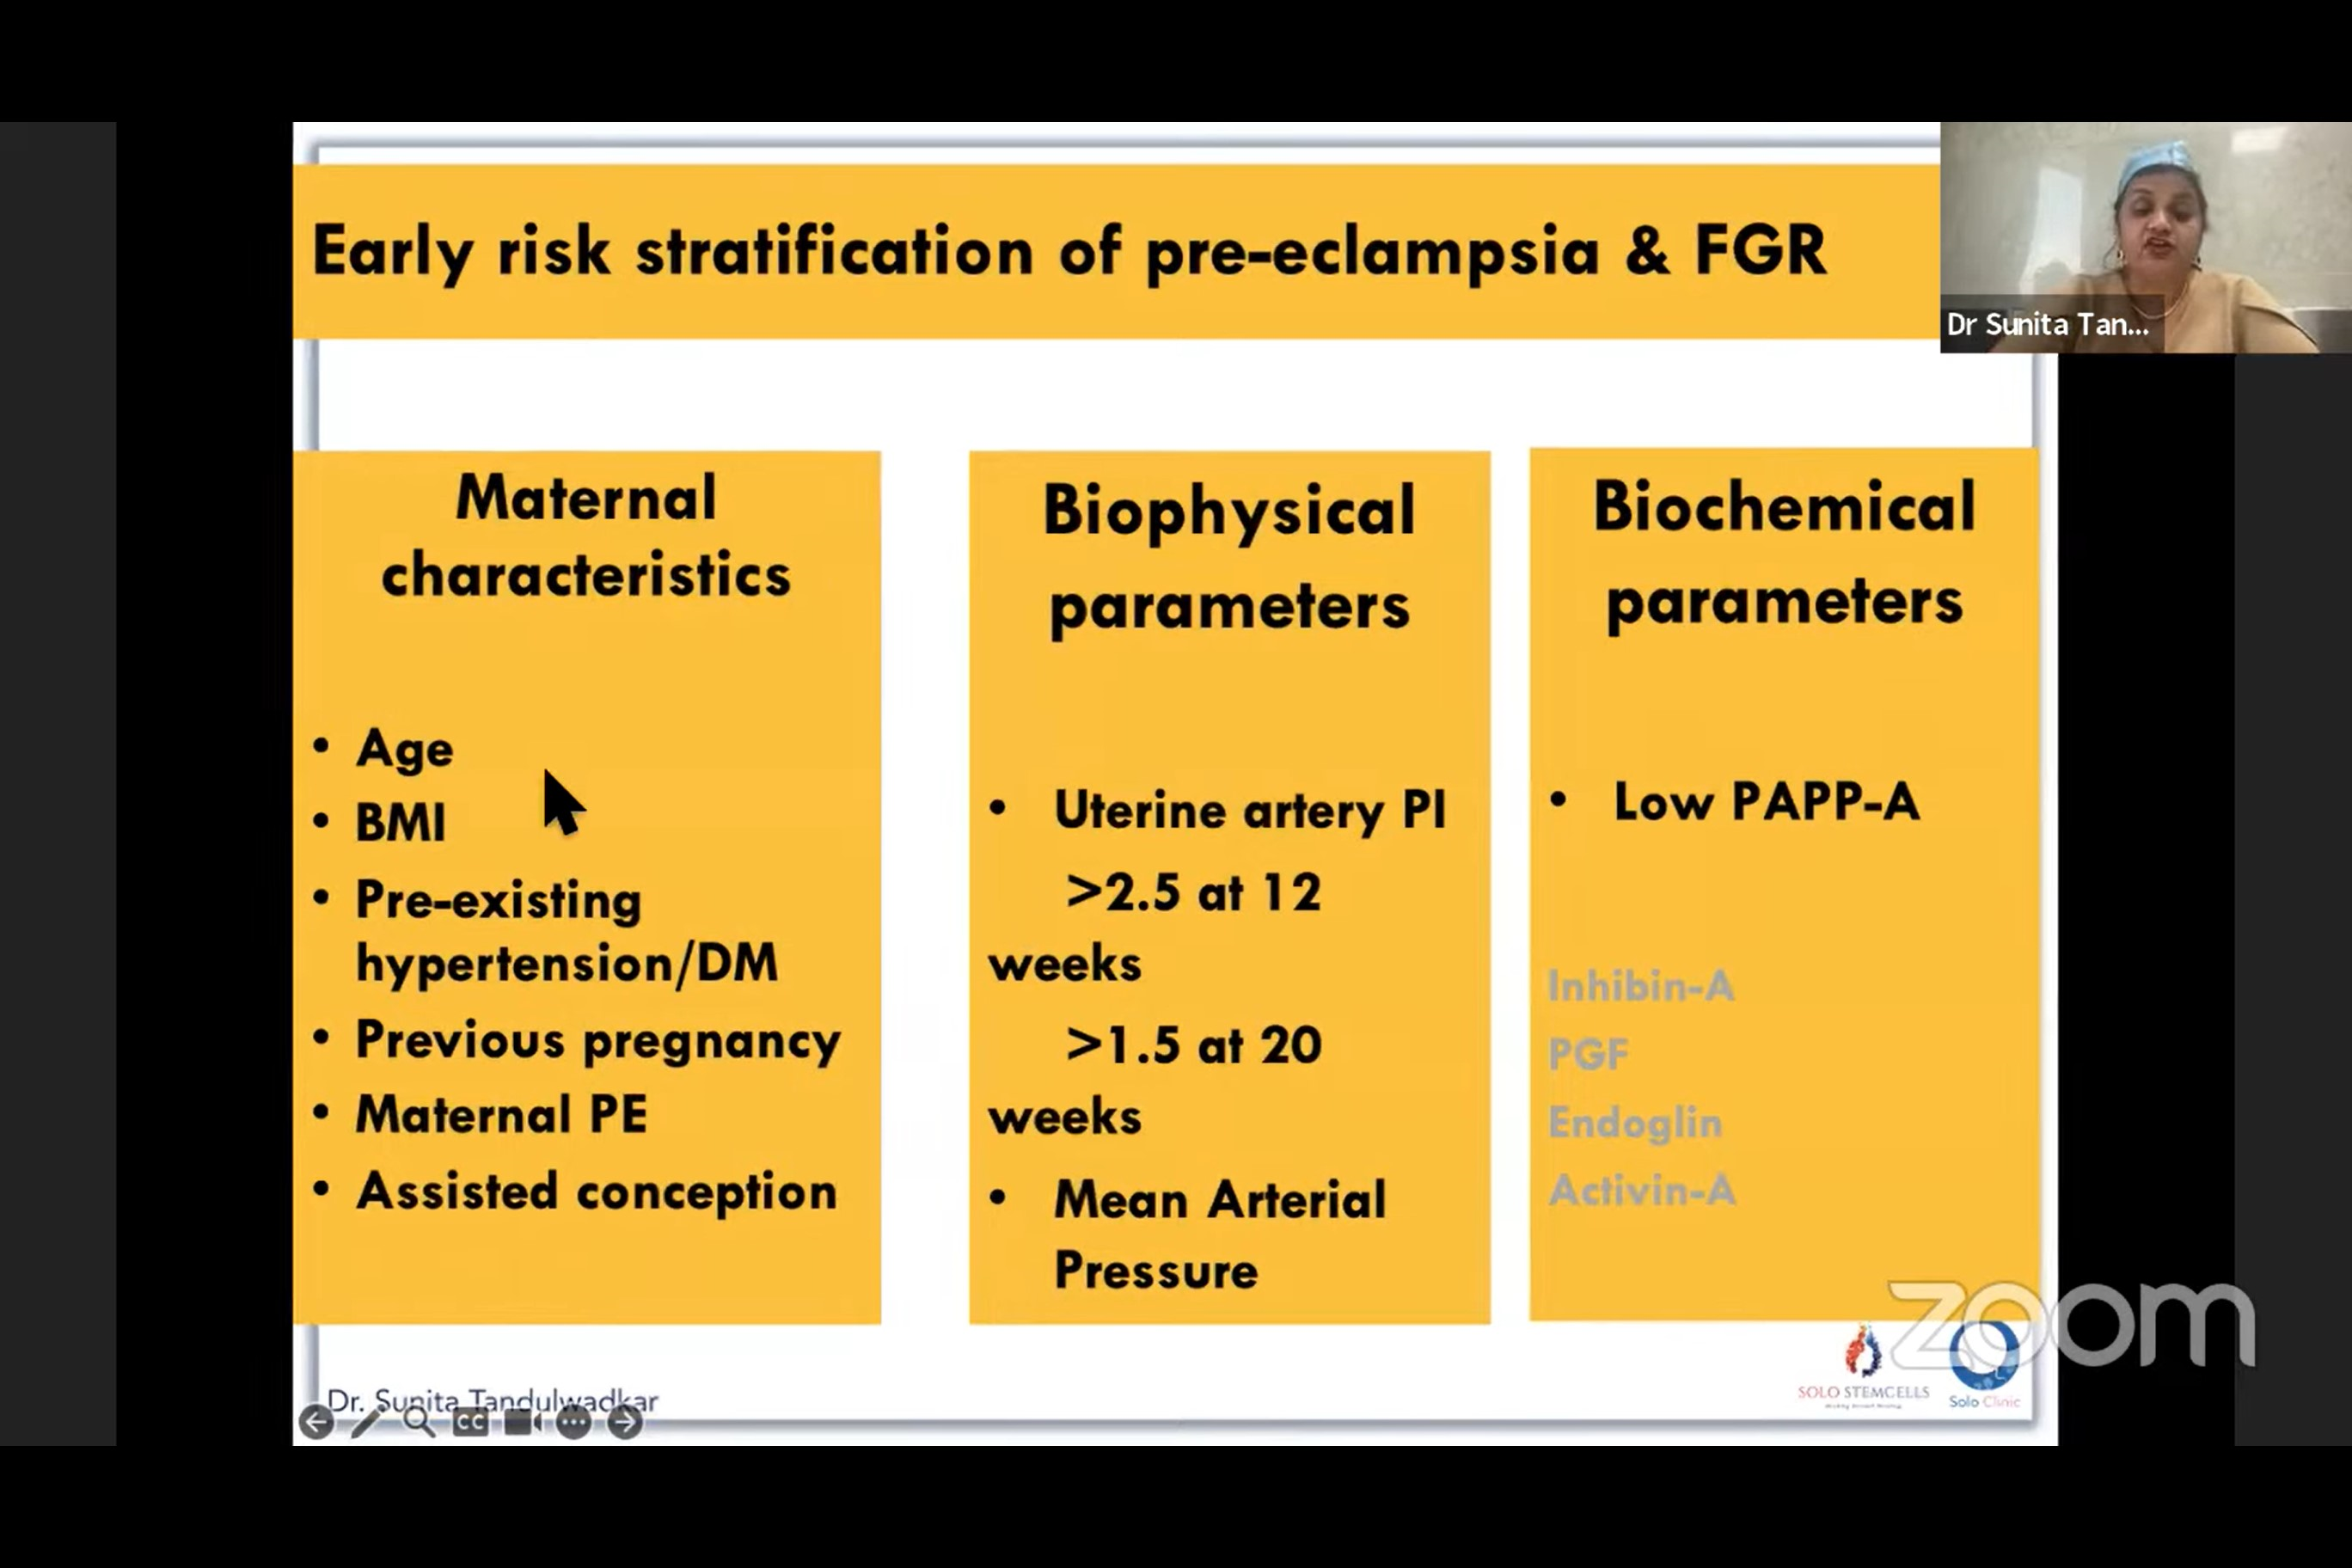 Early risk stratification of pre-eclampsia & FGR
Dr Sunita Tan...
Maternal
characteristics
• Age
• BMI
• Pre-existing
hypertension/DM
• Previous pregnancy
• Maternal PE
• Assisted conception
Biophysical
parameters
• Uterine artery PI
>2.5 at 12
weeks
>1.5 at 20
weeks
• Mean Arterial
Pressure
Biochemical
parameters
• Low PAPP-A
Inhibin-A
PGF
Endoglin
Activin-A
zoom
Dr. Sunita Tandulwadkar
CC
SOLO STEMCELLS
Solo Clinic